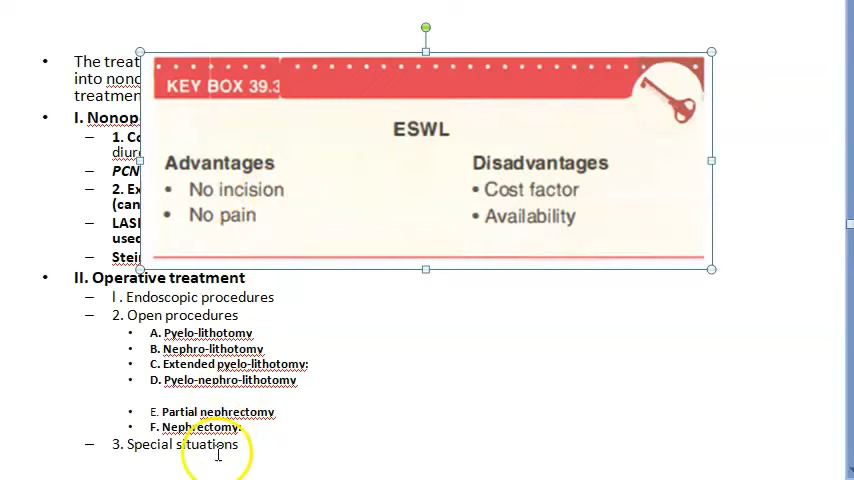 The treat
into nonc
treatmen
I. Nonop
1. Co
diur
PCN
2. Ex
(can
LAS
used
Stei
KEY BOX 39.3
ESWL
Advantages
Disadvantages
• No incision
• Cost factor
• No pain
• Availability
II. Operative treatment
l . Endoscopic procedures
2. Open procedures
A. Pyelo-lithotomy
B. Nephro-lithotomy
C. Extended pyelo-lithotomy:
D. Pyelo-nephro-lithotomy
E. Partial nephrectomy
F. Nephrectomy:
3. Special situations